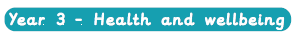 Year 3 - Health and wellbeing